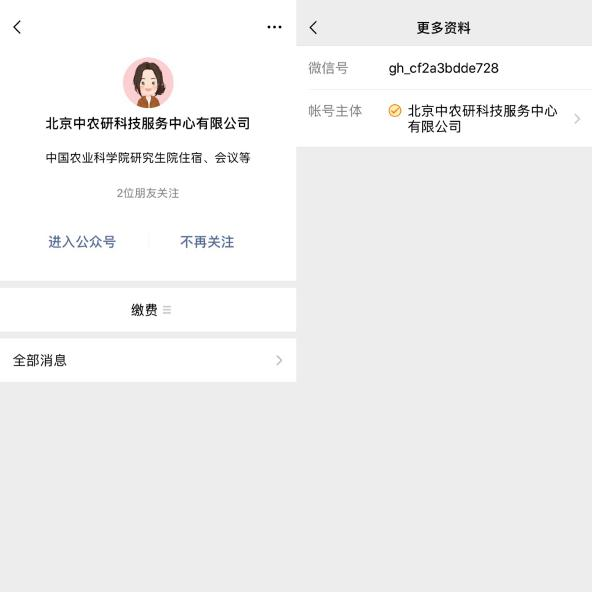 北京中农研科技服务中心有限公司
中国农业科学院研究生院住宿、会议等
2位朋友关注
进入公众号
不再关注
缴费
全部消息
更多资料
微信号
gh_cf2a3bdde728
帐号主体
北京中农研科技服务中心
有限公司